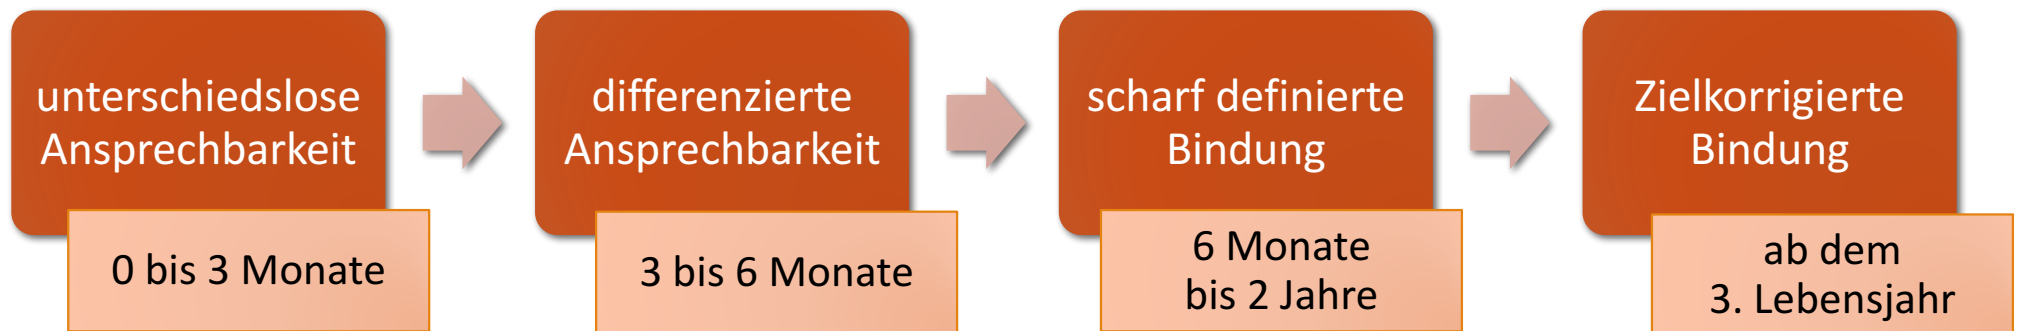 unterschiedslose
Ansprechbarkeit
0 bis 3 Monate
differenzierte
Ansprechbarkeit
3 bis 6 Monate
scharf definierte
Bindung
6 Monate
bis 2 Jahre
Zielkorrigierte
Bindung
ab dem
3. Lebensjahr